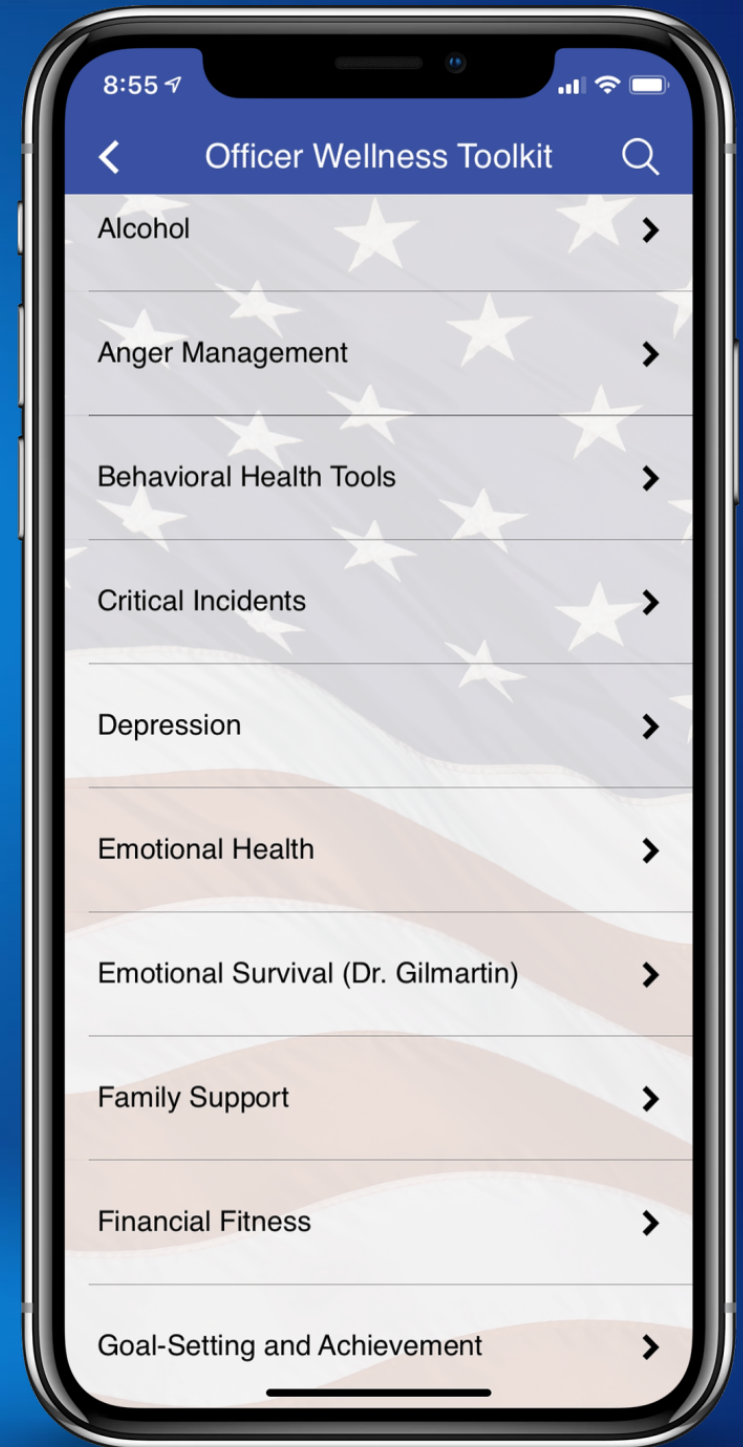 8:55
Officer Wellness Toolkit
Alcohol
Anger Management
Behavioral Health Tools
Critical Incidents
Depression
Emotional Health
Emotional Survival (Dr. Gilmartin)
Family Support
Financial Fitness
Goal-Setting and Achievement